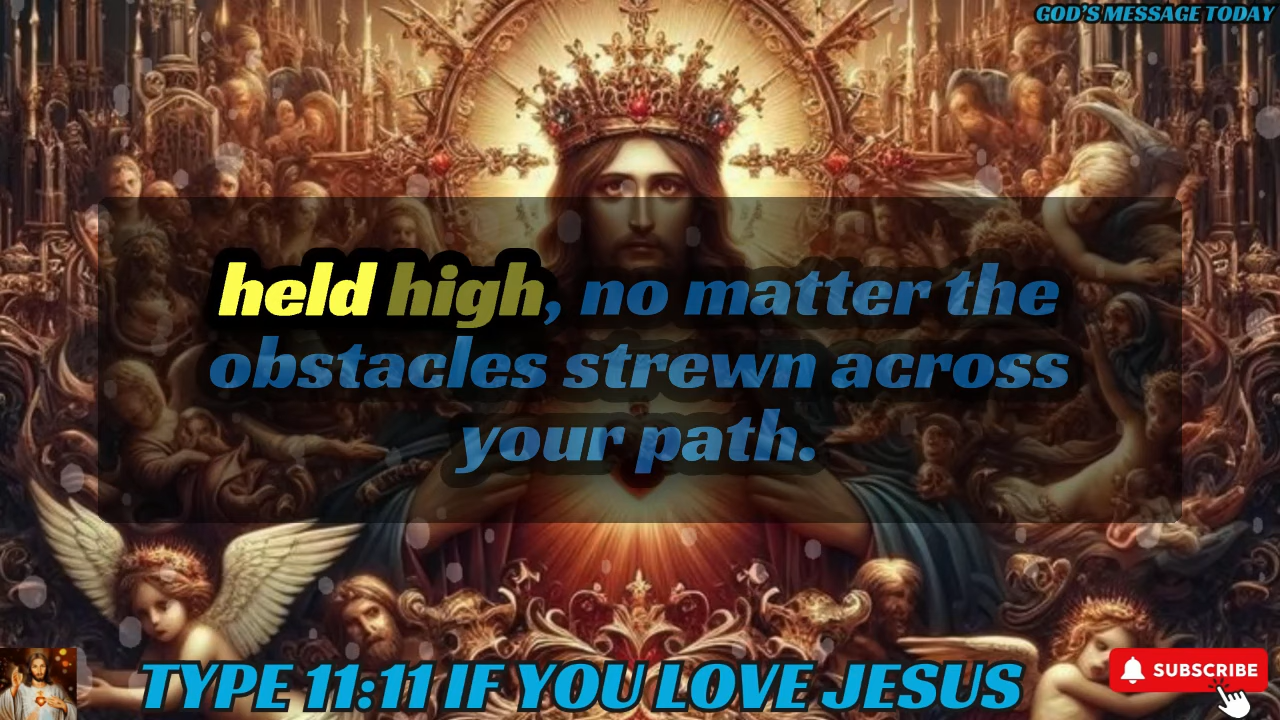 GOD'S MESSAGE TODAY
held high, no matter the
obstacles strewn across
your path.
TYPE 11:11 IF YOU LOVE JESUS
SUBSCRIBE